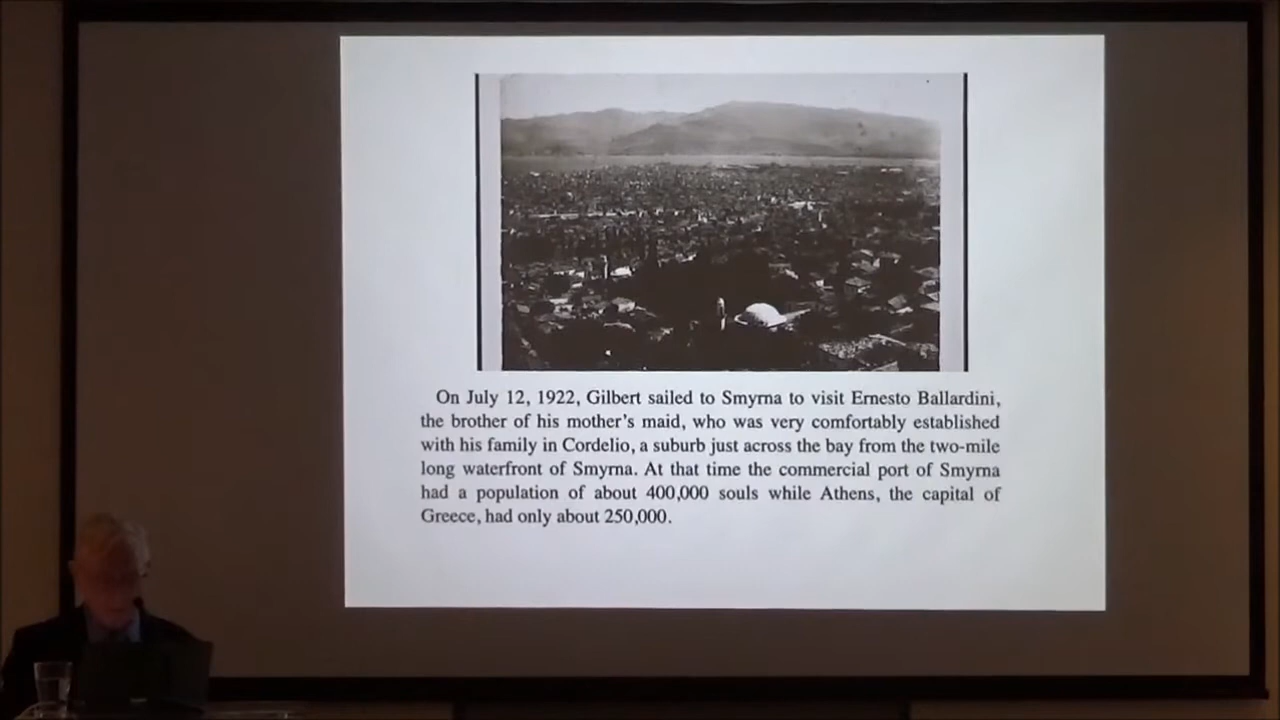 On July 12, 1922, Gilbert sailed to Smyrna to visit Ernesto Ballardini,
the brother of his mother's maid, who was very comfortably established
with his family in Cordelio, a suburb just across the bay from the two-mile
long waterfront of Smyrna. At that time the commercial port of Smyrna
had a population of about 400,000 souls while Athens, the capital of
Greece, had only about 250,000.